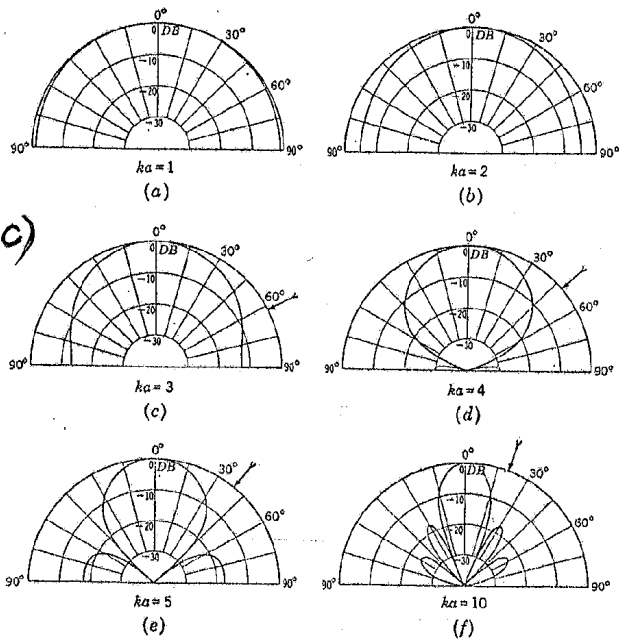 0° 0°
DB 30° DB 30°
0 0
-10 60° -10 60°
-20 -20
-30 -30
90° 90° 90° 90°
ka = 1 ka = 2
(a) (b)
c)
0° 0°
DB 30° DB 30°
0 0
-10 60° -10 60°
-20 -20
-30 -30
90° 90° 90° 90°
ka = 3 ka = 4
(c) (d)
0° 0°
DB 30° DB 30°
0 0
-10 60° -10 60°
-20 -20
-30 -30
90° 90° 90° 90°
ka = 5 ka = 10
(e) (f)